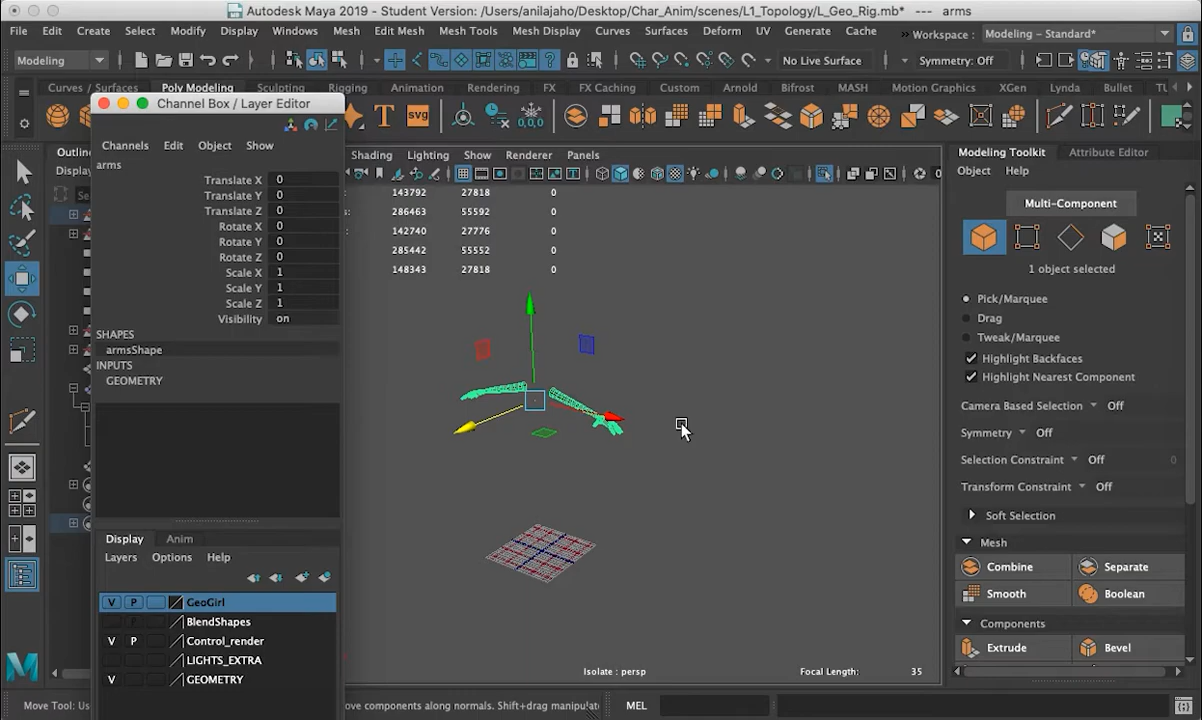 Autodesk Maya 2019 - Student Version: /Users/anilajaho/Desktop/Char_Anim/scenes/L1_Topology/L_Geo_Rig.mb* --- arms
File Edit Create Select Modify Display Windows Mesh Edit Mesh Mesh Tools Mesh Display Curves Surfaces Deform UV Generate Cache Workspace : Modeling - Standard*
Modeling No Live Surface Symmetry: Off
Curves / Surfaces Poly Modeling Rigging Animation Rendering FX FX Caching Custom Arnold Bifrost MASH Motion Graphics XGen Lynda Bullet
Channel Box / Layer Editor
T svg 0,0,0
Channels Edit Object Show
arms
Translate X 0
Translate Y 0
Translate Z 0
Rotate X 0
Rotate Y 0
Rotate Z 0
Scale X 1
Scale Y 1
Scale Z 1
Visibility on
SHAPES
armsShape
INPUTS
GEOMETRY
Display Anim
Layers Options Help
V P GeoGirl
BlendShapes
V P Control_render
LIGHTS_EXTRA
V GEOMETRY
Shading Lighting Show Renderer Panels
143792 27818 0
286463 55592 0
142740 27776 0
285442 55552 0
148343 27818 0
Isolate : persp
Focal Length: 35
Modeling Toolkit Attribute Editor
Object Help
Multi-Component
1 object selected
Pick/Marquee
Drag
Tweak/Marquee
Highlight Backfaces
Highlight Nearest Component
Camera Based Selection Off
Symmetry Off
Selection Constraint Off 0
Transform Constraint Off
Soft Selection
Mesh
Combine Separate
Smooth Boolean
Components
Extrude Bevel
Move Tool: Us
ove components along normals. Shift+drag manipula
MEL